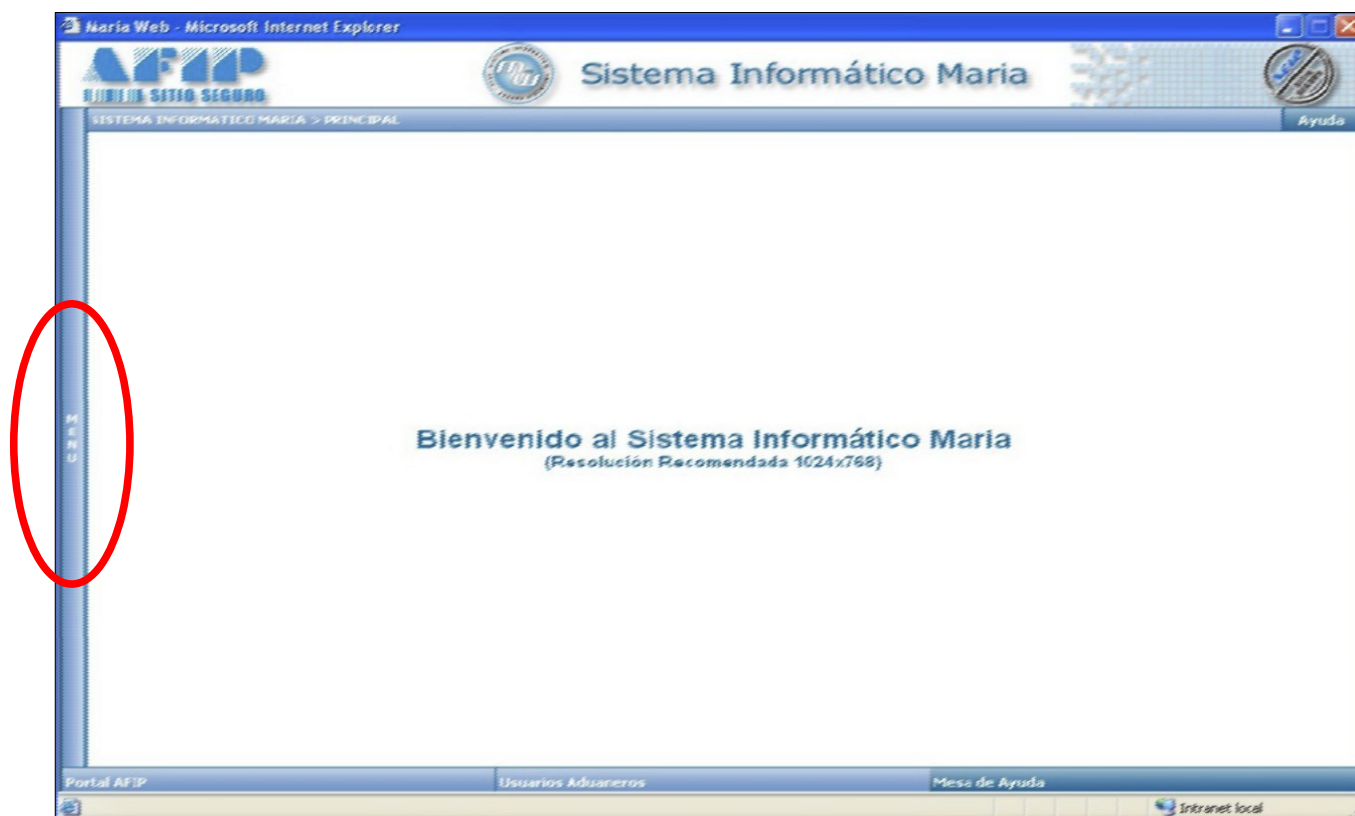 Maria Web - Microsoft Internet Explorer
AFIP
SITIO SEGURO
Sistema Informático Maria
SISTEMA INFORMATICO MARIA > PRINCIPAL
Ayuda
MENU
Bienvenido al Sistema Informático Maria
(Resolución Recomendada 1024x768)
Portal AFIP
Usuarios Aduaneros
Mesa de Ayuda
Intranet local